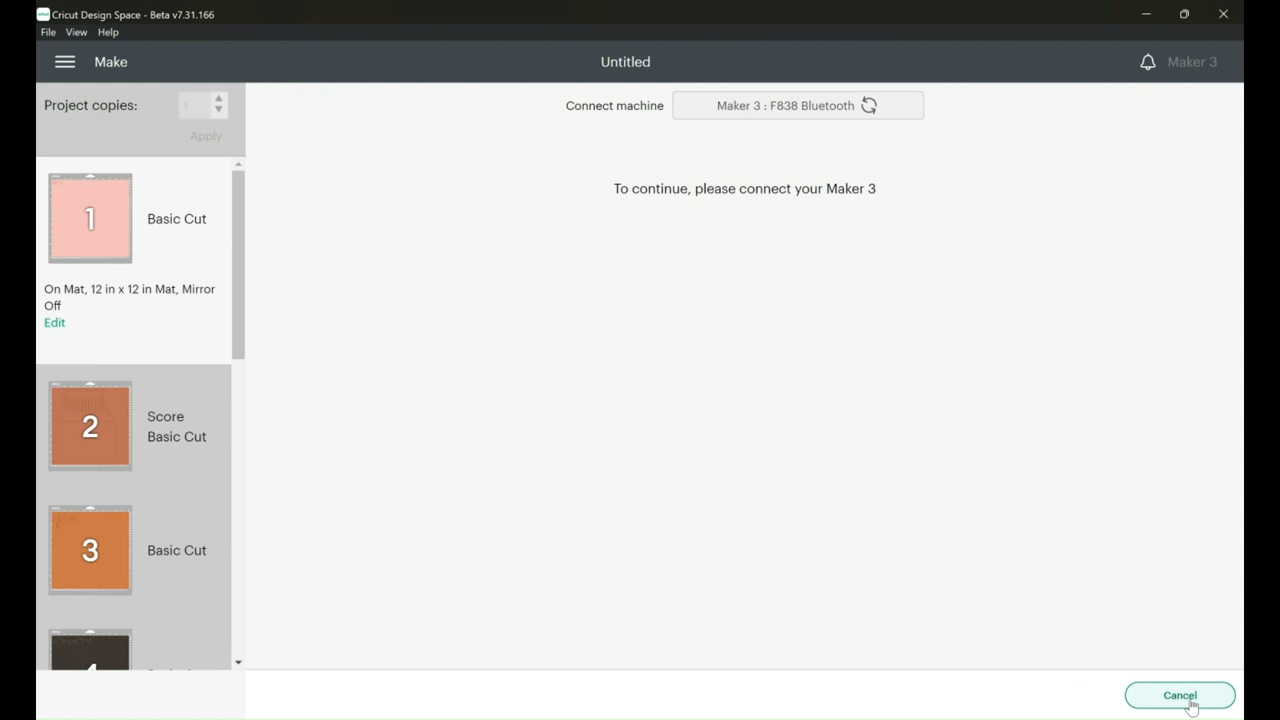 Cricut Design Space - Beta v7.31.166
File View Help
Make
Untitled
Maker 3
Project copies:
1
Apply
Connect machine
Maker 3 : F838 Bluetooth
To continue, please connect your Maker 3
1
Basic Cut
On Mat, 12 in x 12 in Mat, Mirror
Off
Edit
2
Score
Basic Cut
3
Basic Cut
Cancel